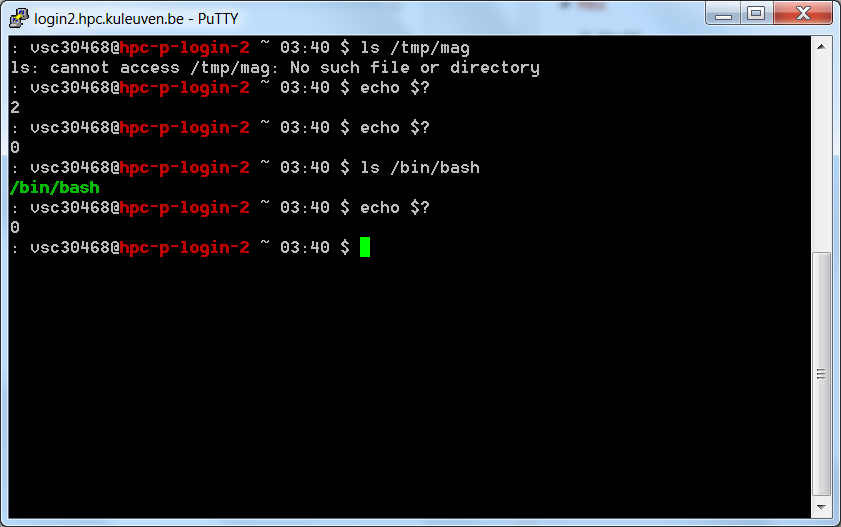 login2.hpc.kuleuven.be - PuTTY
: vsc30468@hpc-p-login-2 ~ 03:40 $ ls /tmp/mag
ls: cannot access /tmp/mag: No such file or directory
: vsc30468@hpc-p-login-2 ~ 03:40 $ echo $?
2
: vsc30468@hpc-p-login-2 ~ 03:40 $ echo $?
0
: vsc30468@hpc-p-login-2 ~ 03:40 $ ls /bin/bash
/bin/bash
: vsc30468@hpc-p-login-2 ~ 03:40 $ echo $?
0
: vsc30468@hpc-p-login-2 ~ 03:40 $